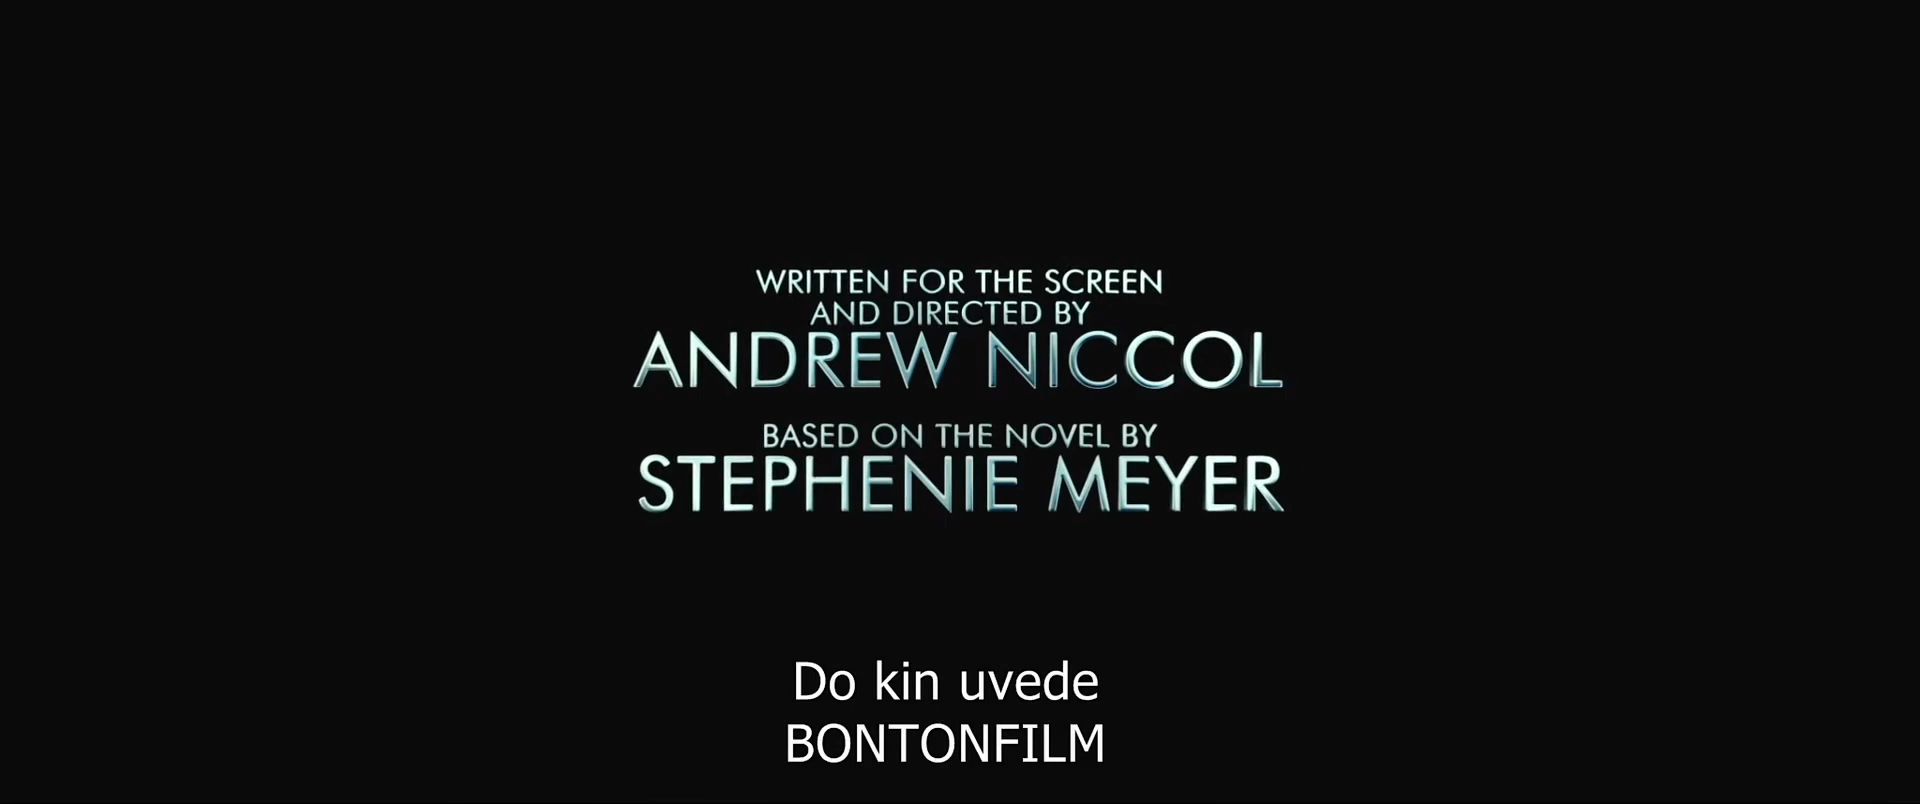 WRITTEN FOR THE SCREEN
AND DIRECTED BY
ANDREW NICCOL
BASED ON THE NOVEL BY
STEPHENIE MEYER
Do kin uvede
BONTONFILM